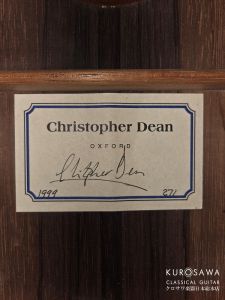 Christopher Dean
OXFORD
Christopher Dean
1999 271
KUROSAWA
CLASSICAL GUITAR
クロサワ楽器日本総本店